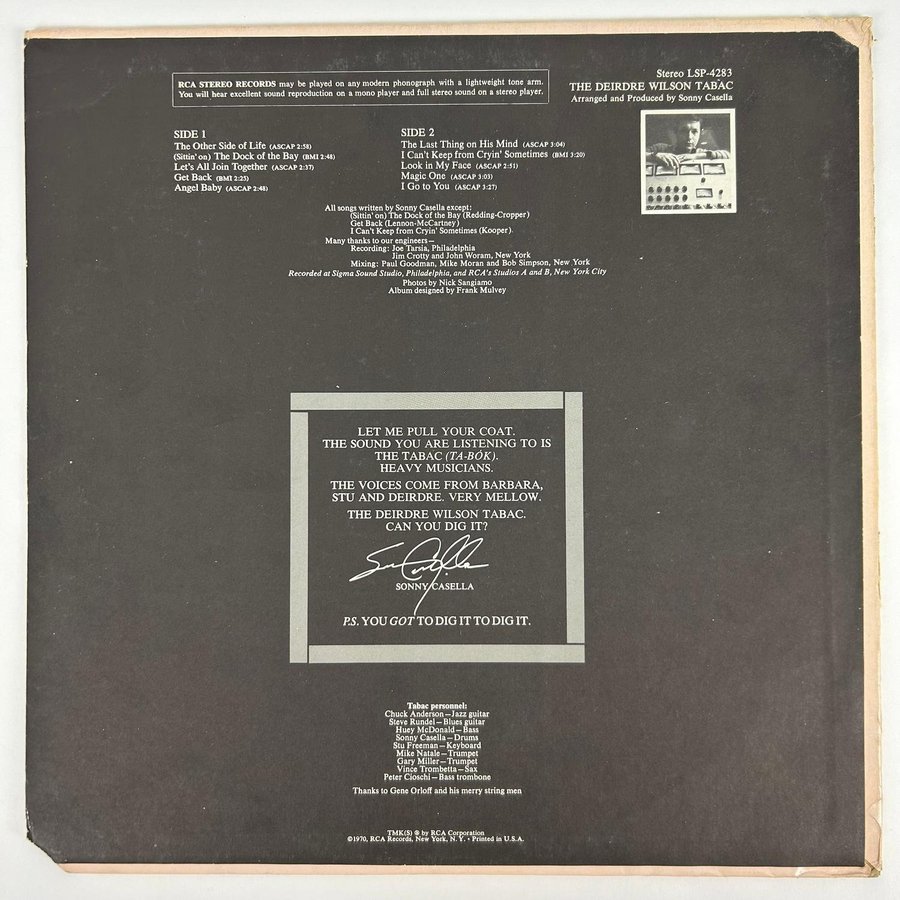 RCA STEREO RECORDS may be played on any modern phonograph with a lightweight tone arm.
You will hear excellent sound reproduction on a mono player and full stereo sound on a stereo player.
Stereo LSP-4283
THE DEIRDRE WILSON TABAC
Arranged and Produced by Sonny Casella
SIDE 1
The Other Side of Life (ASCAP 2:58)
(Sittin' on) The Dock of the Bay (BMI 2:48)
Let's All Join Together (ASCAP 2:37)
Get Back (BMI 2:25)
Angel Baby (ASCAP 2:48)
SIDE 2
The Last Thing on His Mind (ASCAP 3:04)
I Can't Keep from Cryin' Sometimes (BMI 3:20)
Look in My Face (ASCAP 2:51)
Magic One (ASCAP 3:03)
I Go to You (ASCAP 3:27)
All songs written by Sonny Casella except:
(Sittin' on) The Dock of the Bay (Redding-Cropper)
Get Back (Lennon-McCartney)
I Can't Keep from Cryin' Sometimes (Kooper).
Many thanks to our engineers—
Recording: Joe Tarsia, Philadelphia
Jim Crotty and John Woram, New York
Mixing: Paul Goodman, Mike Moran and Bob Simpson, New York
Recorded at Sigma Sound Studio, Philadelphia, and RCA's Studios A and B, New York City
Photos by Nick Sangiamo
Album designed by Frank Mulvey
LET ME PULL YOUR COAT.
THE SOUND YOU ARE LISTENING TO IS
THE TABAC (TA-BÓK).
HEAVY MUSICIANS.
THE VOICES COME FROM BARBARA,
STU AND DEIRDRE. VERY MELLOW.
THE DEIRDRE WILSON TABAC.
CAN YOU DIG IT?
SONNY CASELLA
P.S. YOU GOT TO DIG IT TO DIG IT.
Tabac personnel:
Chuck Anderson—Jazz guitar
Steve Rundel—Blues guitar
Huey McDonald—Bass
Sonny Casella—Drums
Stu Freeman—Keyboard
Mike Natale—Trumpet
Gary Miller—Trumpet
Vince Trombetta—Sax
Peter Cioschi—Bass trombone
Thanks to Gene Orloff and his merry string men
TMK(S) ® by RCA Corporation
©1970, RCA Records, New York, N. Y. • Printed in U.S.A.